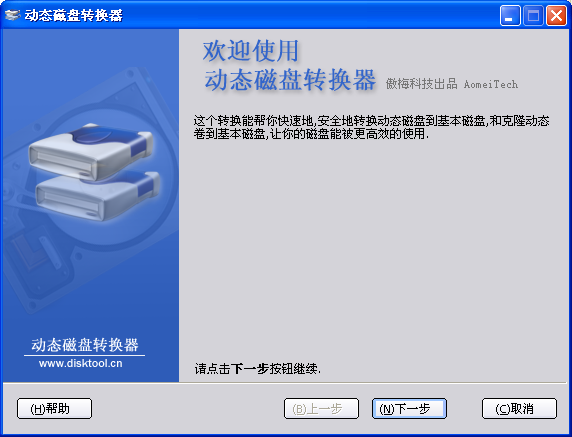 动态磁盘转换器
欢迎使用
动态磁盘转换器 傲梅科技出品 AomeiTech
这个转换能帮你快速地,安全地转换动态磁盘到基本磁盘,和克隆动态
卷到基本磁盘,让你的磁盘能被更高效的使用.
动态磁盘转换器
www.disktool.cn
请点击下一步按钮继续.
(H)帮助 (B)上一步 (N)下一步 (C)取消